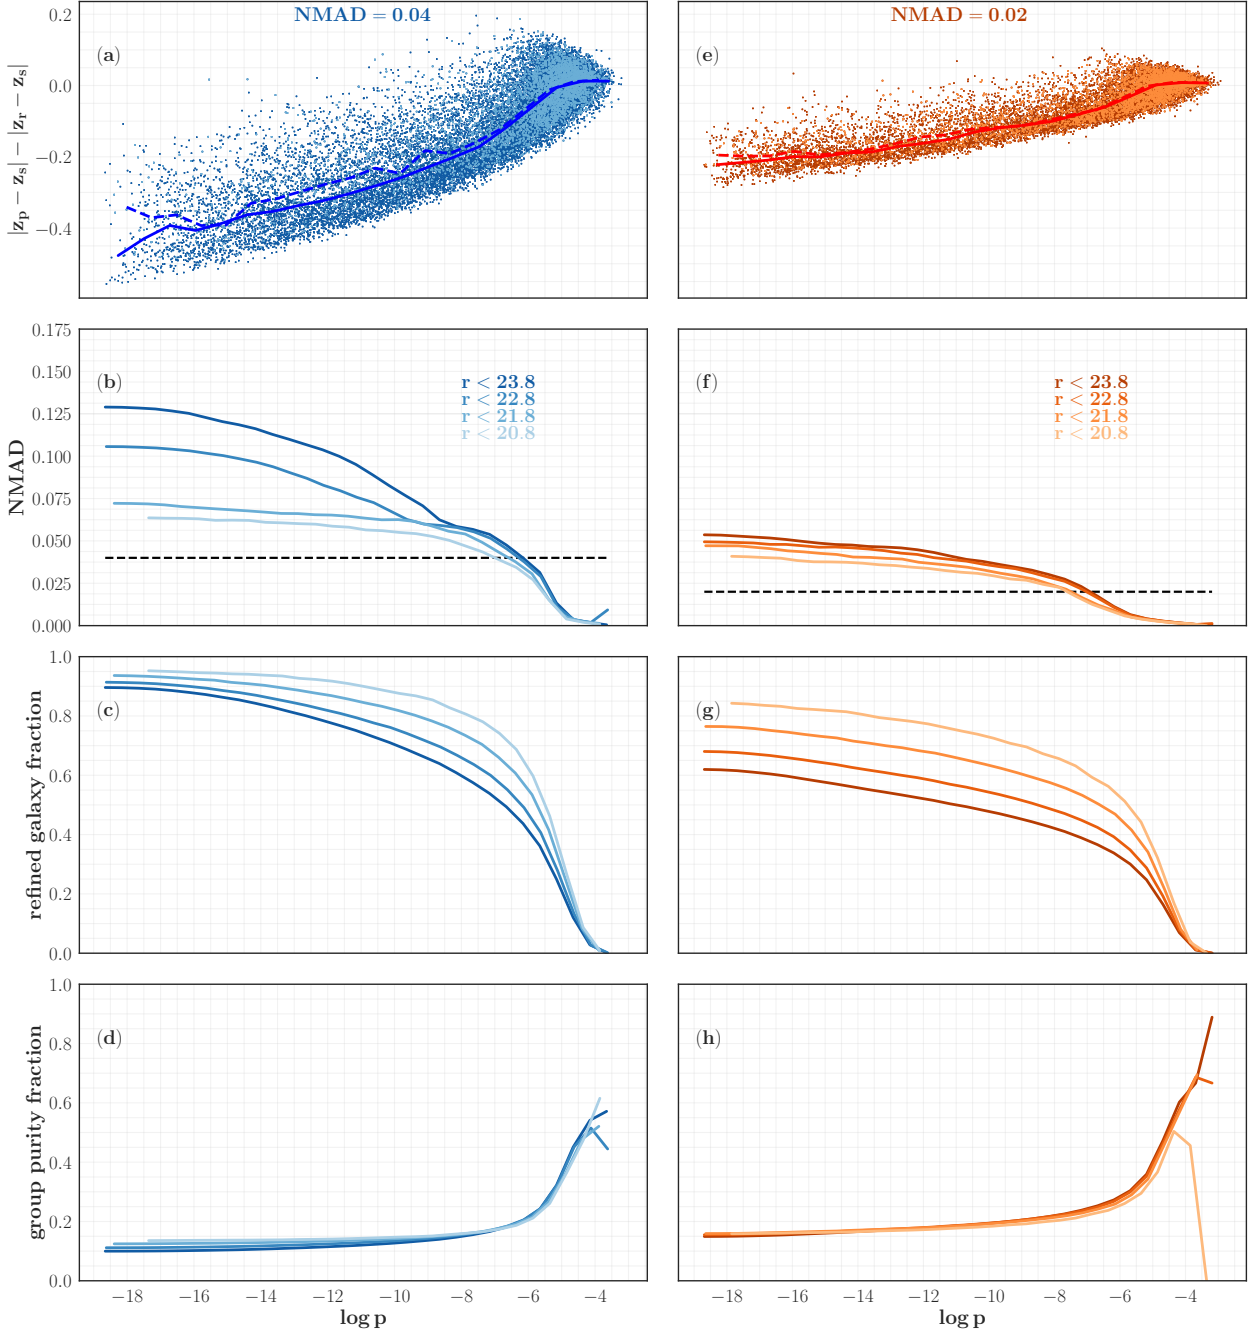 NMAD = 0.04
NMAD = 0.02
(a)
(e)
0.2
0.0
−0.2
−0.4
|z_p − z_s| − |z_r − z_s|
(b)
(f)
r < 23.8
r < 22.8
r < 21.8
r < 20.8
r < 23.8
r < 22.8
r < 21.8
r < 20.8
0.175
0.150
0.125
0.100
0.075
0.050
0.025
0.000
NMAD
(c)
(g)
1.0
0.8
0.6
0.4
0.2
0.0
refined galaxy fraction
(d)
(h)
1.0
0.8
0.6
0.4
0.2
0.0
group purity fraction
−18 −16 −14 −12 −10 −8 −6 −4
−18 −16 −14 −12 −10 −8 −6 −4
log p
log p